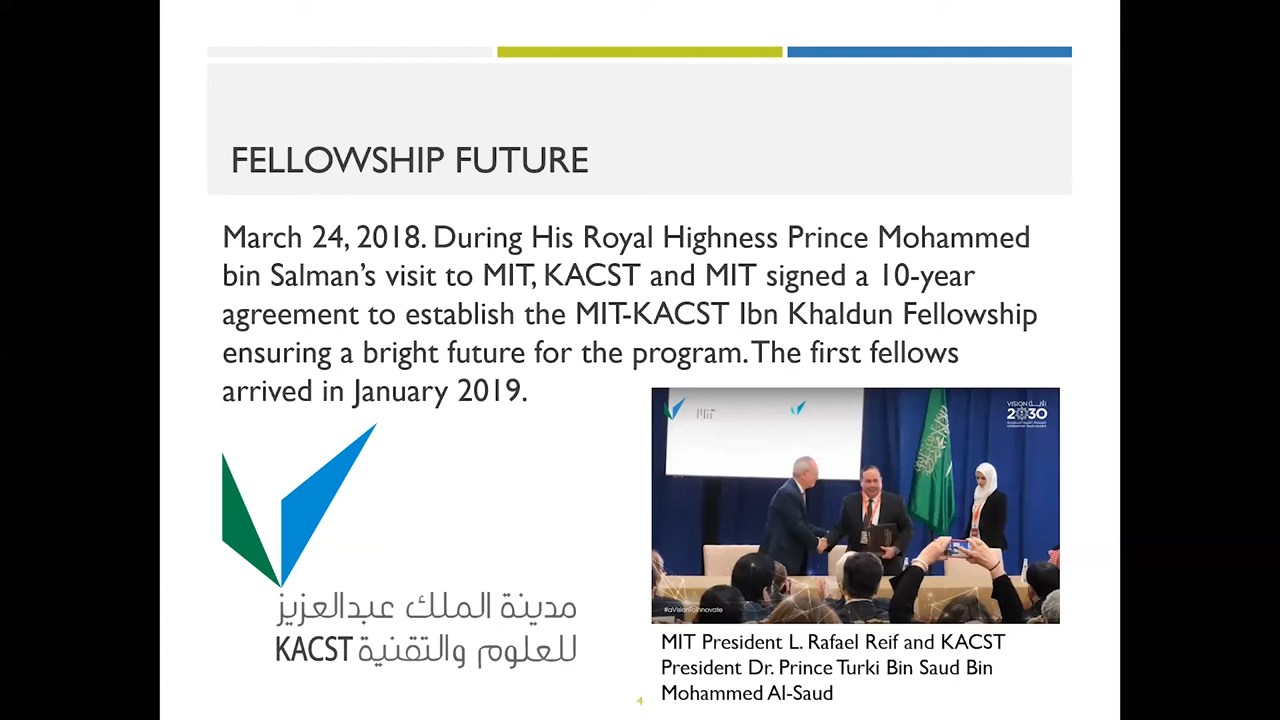 FELLOWSHIP FUTURE
March 24, 2018. During His Royal Highness Prince Mohammed
bin Salman's visit to MIT, KACST and MIT signed a 10-year
agreement to establish the MIT-KACST Ibn Khaldun Fellowship
ensuring a bright future for the program. The first fellows
arrived in January 2019.
مدينة الملك عبدالعزيز
للعلوم والتقنية KACST
VISION رؤية
2030
#aVisionToInnovate
MIT President L. Rafael Reif and KACST
President Dr. Prince Turki Bin Saud Bin
Mohammed Al-Saud
4